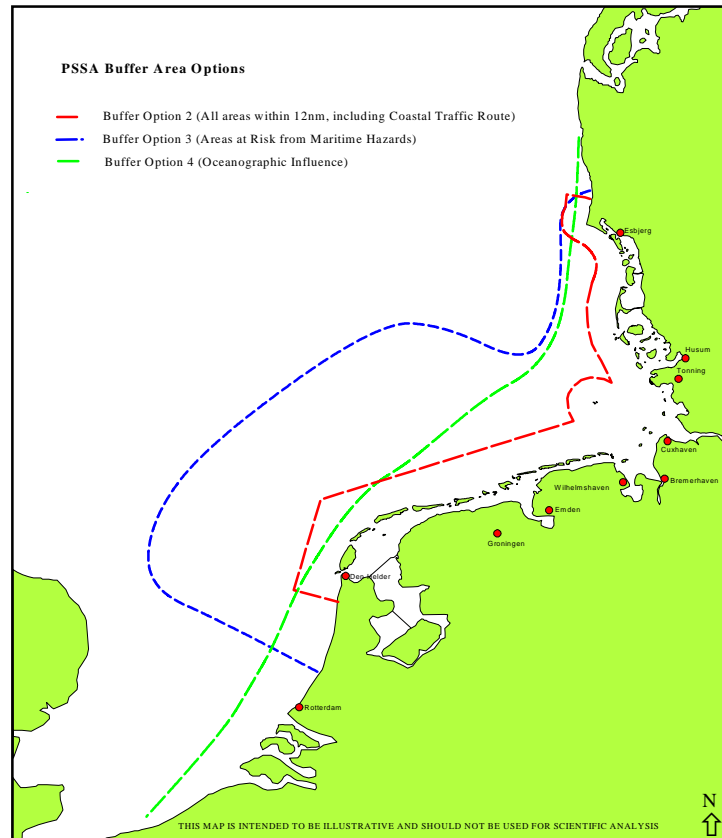 PSSA Buffer Area Options
Buffer Option 2 (All areas within 12nm, including Coastal Traffic Route)
Buffer Option 3 (Areas at Risk from Maritime Hazards)
Buffer Option 4 (Oceanographic Influence)
Esbjerg
Husum
Tonning
Cuxhaven
Wilhelmshaven
Bremerhaven
Emden
Groningen
Den Helder
Rotterdam
N
THIS MAP IS INTENDED TO BE ILLUSTRATIVE AND SHOULD NOT BE USED FOR SCIENTIFIC ANALYSIS